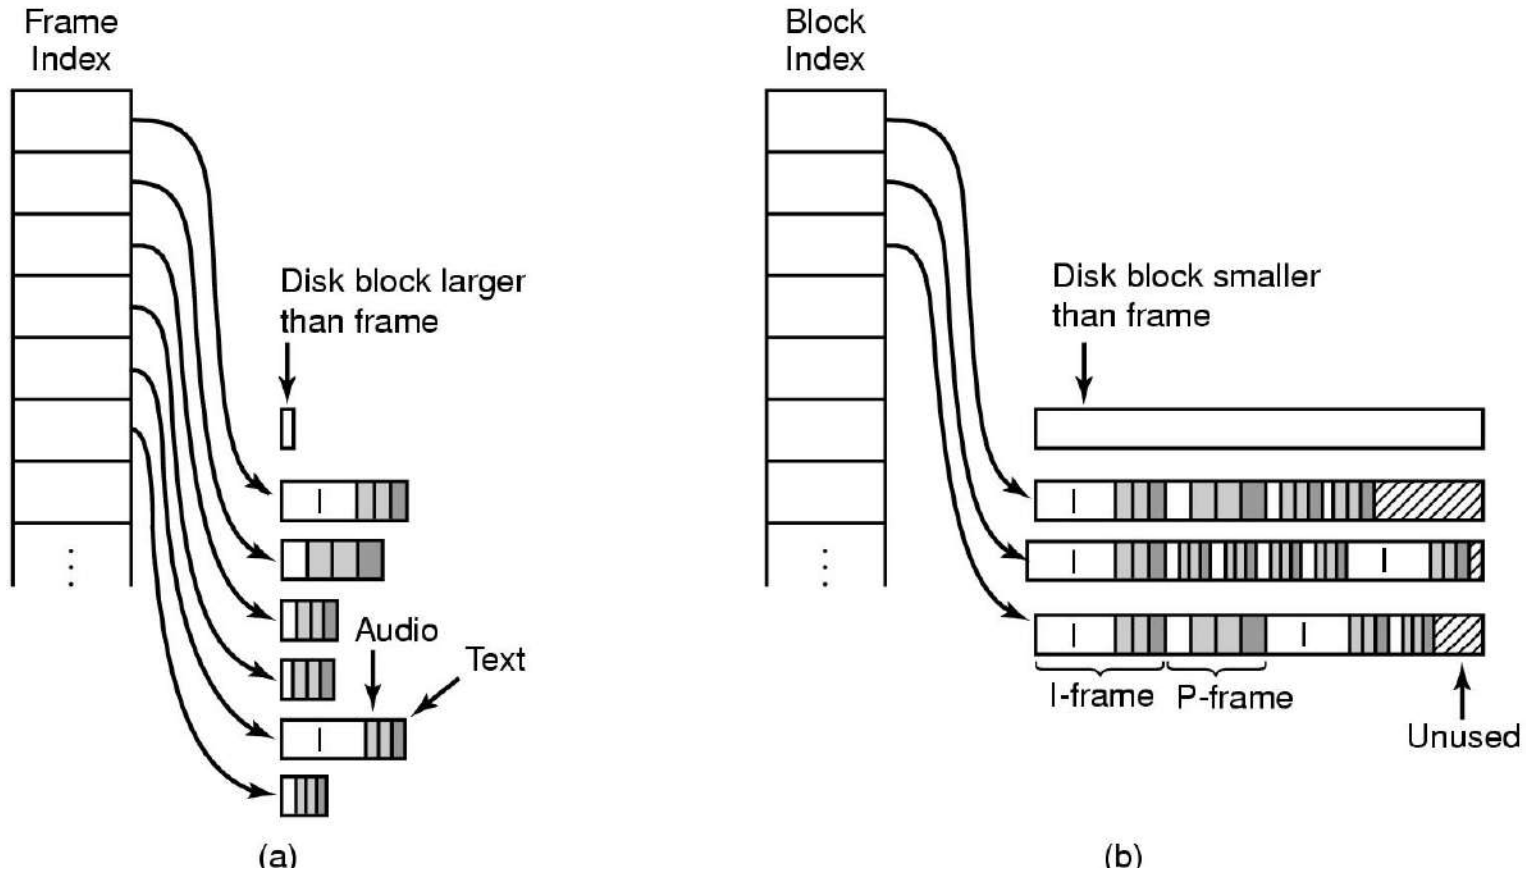 Frame
Index
Disk block larger
than frame
I
Audio
Text
I
(a)
Block
Index
Disk block smaller
than frame
I
I
I
I
I
I-frame
P-frame
Unused
(b)